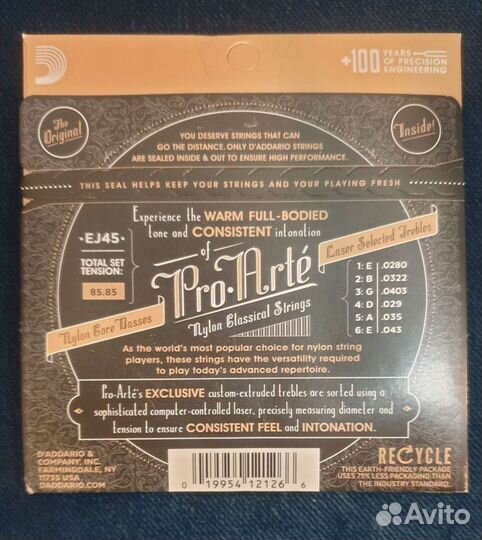 +100 YEARS
OF PRECISION
ENGINEERING
The
Original
YOU DESERVE STRINGS THAT CAN
GO THE DISTANCE. ONLY D'ADDARIO STRINGS
ARE SEALED INSIDE & OUT TO ENSURE HIGH PERFORMANCE.
Inside!
THIS SEAL HELPS KEEP YOUR STRINGS AND YOUR PLAYING FRESH
Experience the WARM FULL-BODIED
tone and CONSISTENT intonation
of
·EJ45·
TOTAL SET
TENSION:
85.85
Pro·Arté
Nylon Classical Strings
Nylon Core Basses
Laser Selected Trebles
1: E .0280
2: B .0322
3: G .0403
4: D .029
5: A .035
6: E .043
As the world's most popular choice for nylon string
players, these strings have the versatility required
to play today's advanced repertoire.
Pro-Arté's EXCLUSIVE custom-extruded trebles are sorted using a
sophisticated computer-controlled laser, precisely measuring diameter and
tension to ensure CONSISTENT FEEL and INTONATION.
D'ADDARIO &
COMPANY, INC.
FARMINGDALE, NY
11735 USA
DADDARIO.COM
0 19954 12126 6
RECYCLE
THIS EARTH-FRIENDLY PACKAGE
USES 75% LESS PACKAGING THAN
THE INDUSTRY STANDARD.
Avito